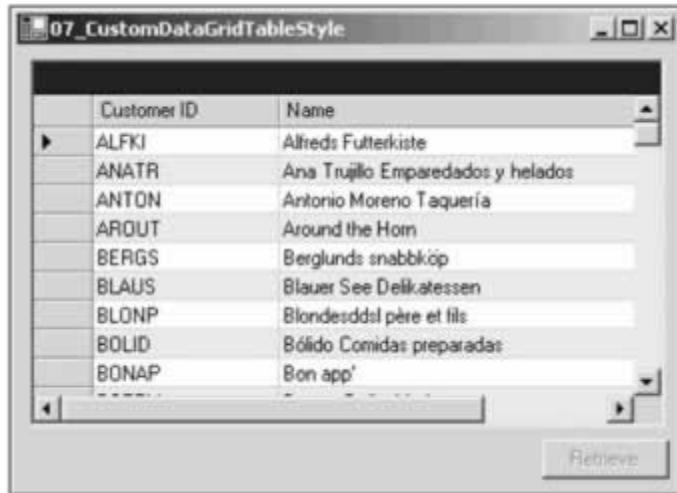 07_CustomDataGridTableStyle
Customer ID Name
ALFKI Alfreds Futterkiste
ANATR Ana Trujillo Emparedados y helados
ANTON Antonio Moreno Taquería
AROUT Around the Horn
BERGS Berglunds snabbköp
BLAUS Blauer See Delikatessen
BLONP Blondesddsl père et fils
BOLID Bólido Comidas preparadas
BONAP Bon app'
Retrieve